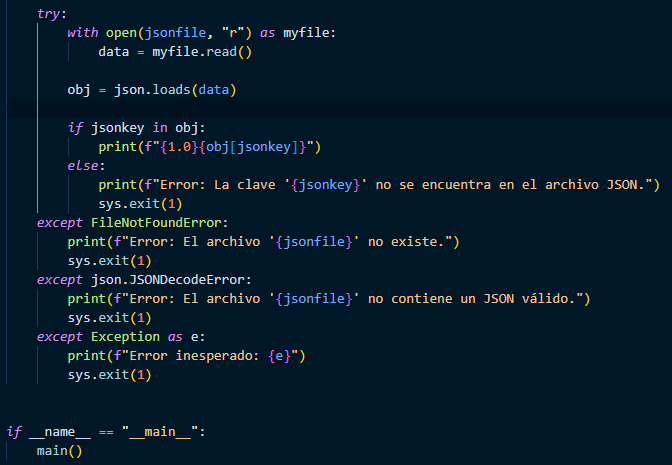 try:
    with open(jsonfile, "r") as myfile:
        data = myfile.read()
    obj = json.loads(data)
    if jsonkey in obj:
        print(f"{1.0}{obj[jsonkey]}")
    else:
        print(f"Error: La clave '{jsonkey}' no se encuentra en el archivo JSON.")
        sys.exit(1)
except FileNotFoundError:
    print(f"Error: El archivo '{jsonfile}' no existe.")
    sys.exit(1)
except json.JSONDecodeError:
    print(f"Error: El archivo '{jsonfile}' no contiene un JSON válido.")
    sys.exit(1)
except Exception as e:
    print(f"Error inesperado: {e}")
    sys.exit(1)
if __name__ == "__main__":
    main()